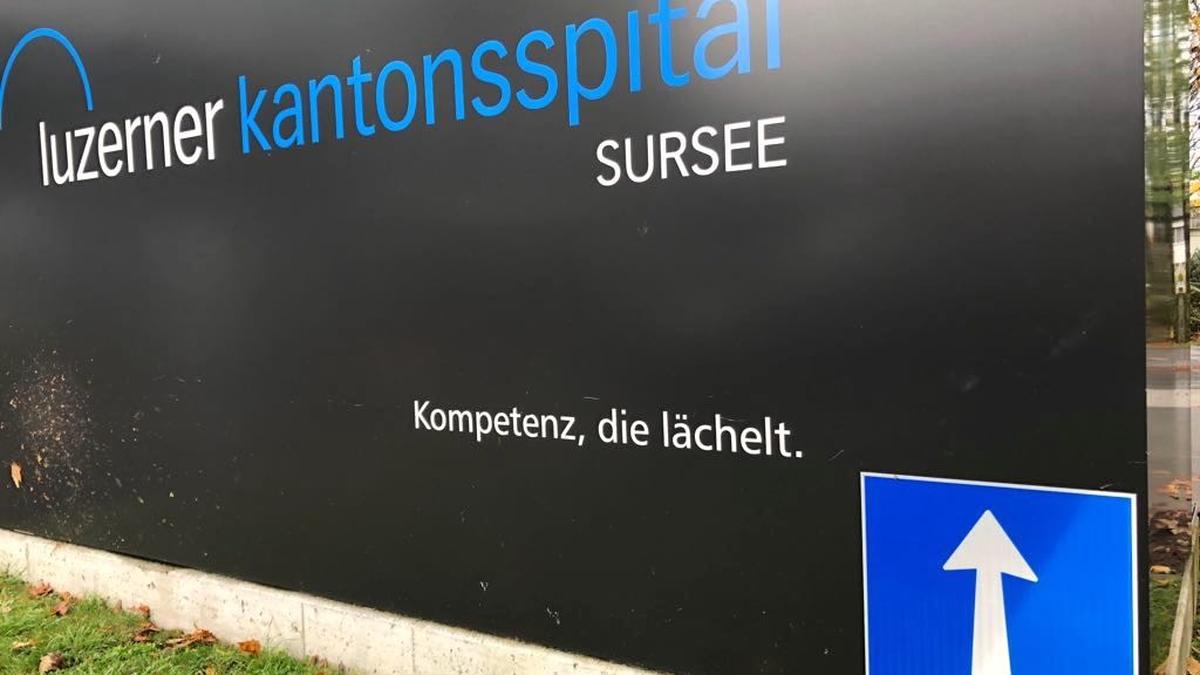 luzerner kantonsspital
SURSEE
Kompetenz, die lächelt.